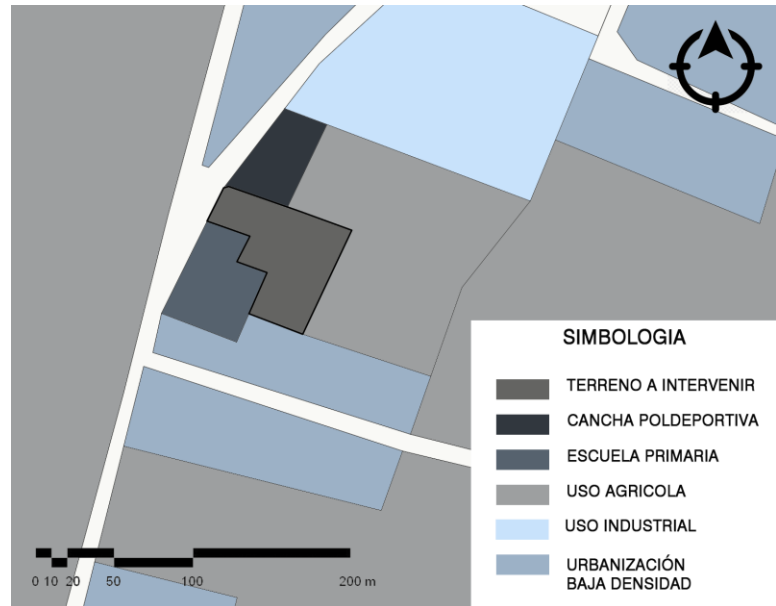 SIMBOLOGIA
TERRENO A INTERVENIR
CANCHA POLDEPORTIVA
ESCUELA PRIMARIA
USO AGRICOLA
USO INDUSTRIAL
URBANIZACIÓN
BAJA DENSIDAD
0 10 20 50 100 200 m